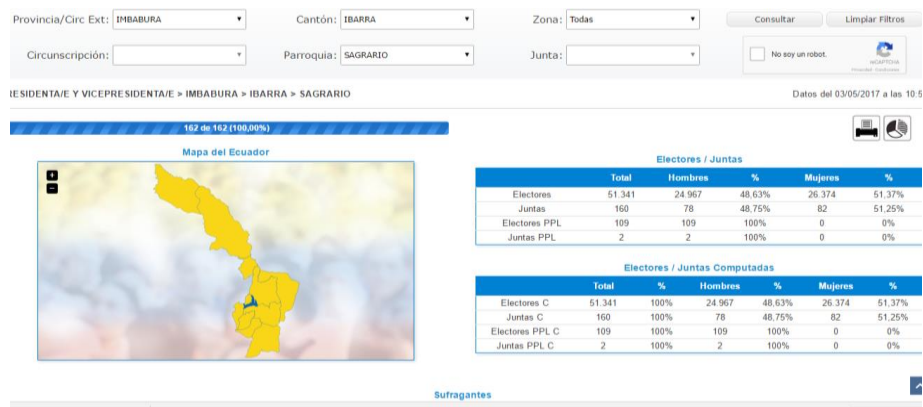 Provincia/Circ Ext: IMBABURA Cantón: IBARRA Zona: Todas Consultar Limpiar Filtros
Circunscripción: Parroquia: SAGRARIO Junta: No soy un robot.
reCAPTCHA
Privacidad - Condiciones
RESIDENTA/E Y VICEPRESIDENTA/E > IMBABURA > IBARRA > SAGRARIO Datos del 03/05/2017 a las 10:5
162 de 162 (100,00%)
Mapa del Ecuador
+
-
Electores / Juntas
Total Hombres % Mujeres %
Electores 51.341 24.967 48,63% 26.374 51,37%
Juntas 160 78 48,75% 82 51,25%
Electores PPL 109 109 100% 0 0%
Juntas PPL 2 2 100% 0 0%
Electores / Juntas Computadas
Total % Hombres % Mujeres %
Electores C 51.341 100% 24.967 48,63% 26.374 51,37%
Juntas C 160 100% 78 48,75% 82 51,25%
Electores PPL C 109 100% 109 100% 0 0%
Juntas PPL C 2 100% 2 100% 0 0%
Sufragantes